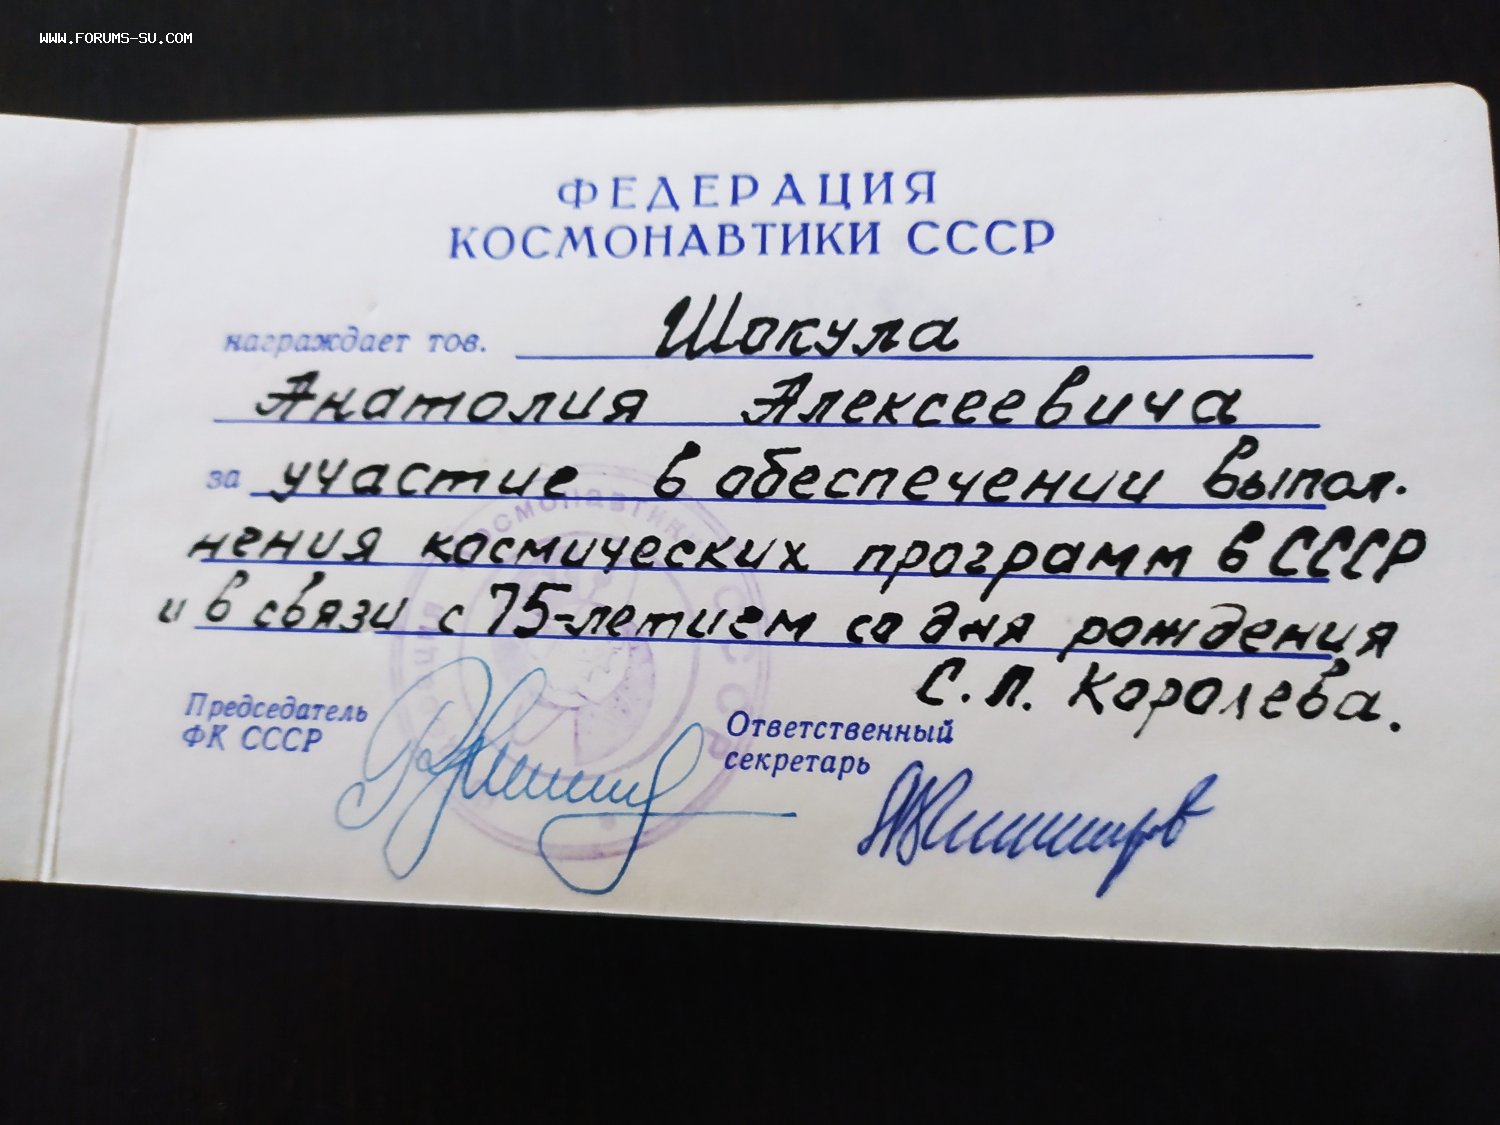 WWW.FORUMS-SU.COM
ФЕДЕРАЦИЯ
КОСМОНАВТИКИ СССР
награждает тов. Шокула
Анатолия Алексеевича
за участие в обеспечении выпол-
нения космических программ в СССР
и в связи с 75-летием со дня рождения
С.П. Королева.
Председатель
ФК СССР
Ответственный
секретарь